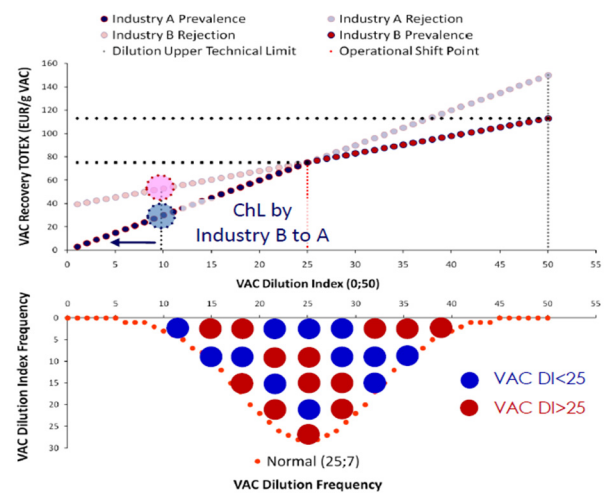 Industry A Prevalence
Industry A Rejection
Industry B Rejection
Industry B Prevalence
Dilution Upper Technical Limit
Operational Shift Point
VAC Recovery TOTEX (EUR/g VAC)
160
140
120
100
80
60
40
20
0
ChL by
Industry B to A
0 5 10 15 20 25 30 35 40 45 50 55
VAC Dilution Index (0;50)
0 5 10 15 20 25 30 35 40 45 50 55
VAC Dilution Index Frequency
0
5
10
15
20
25
30
VAC DI<25
VAC DI>25
Normal (25;7)
VAC Dilution Frequency